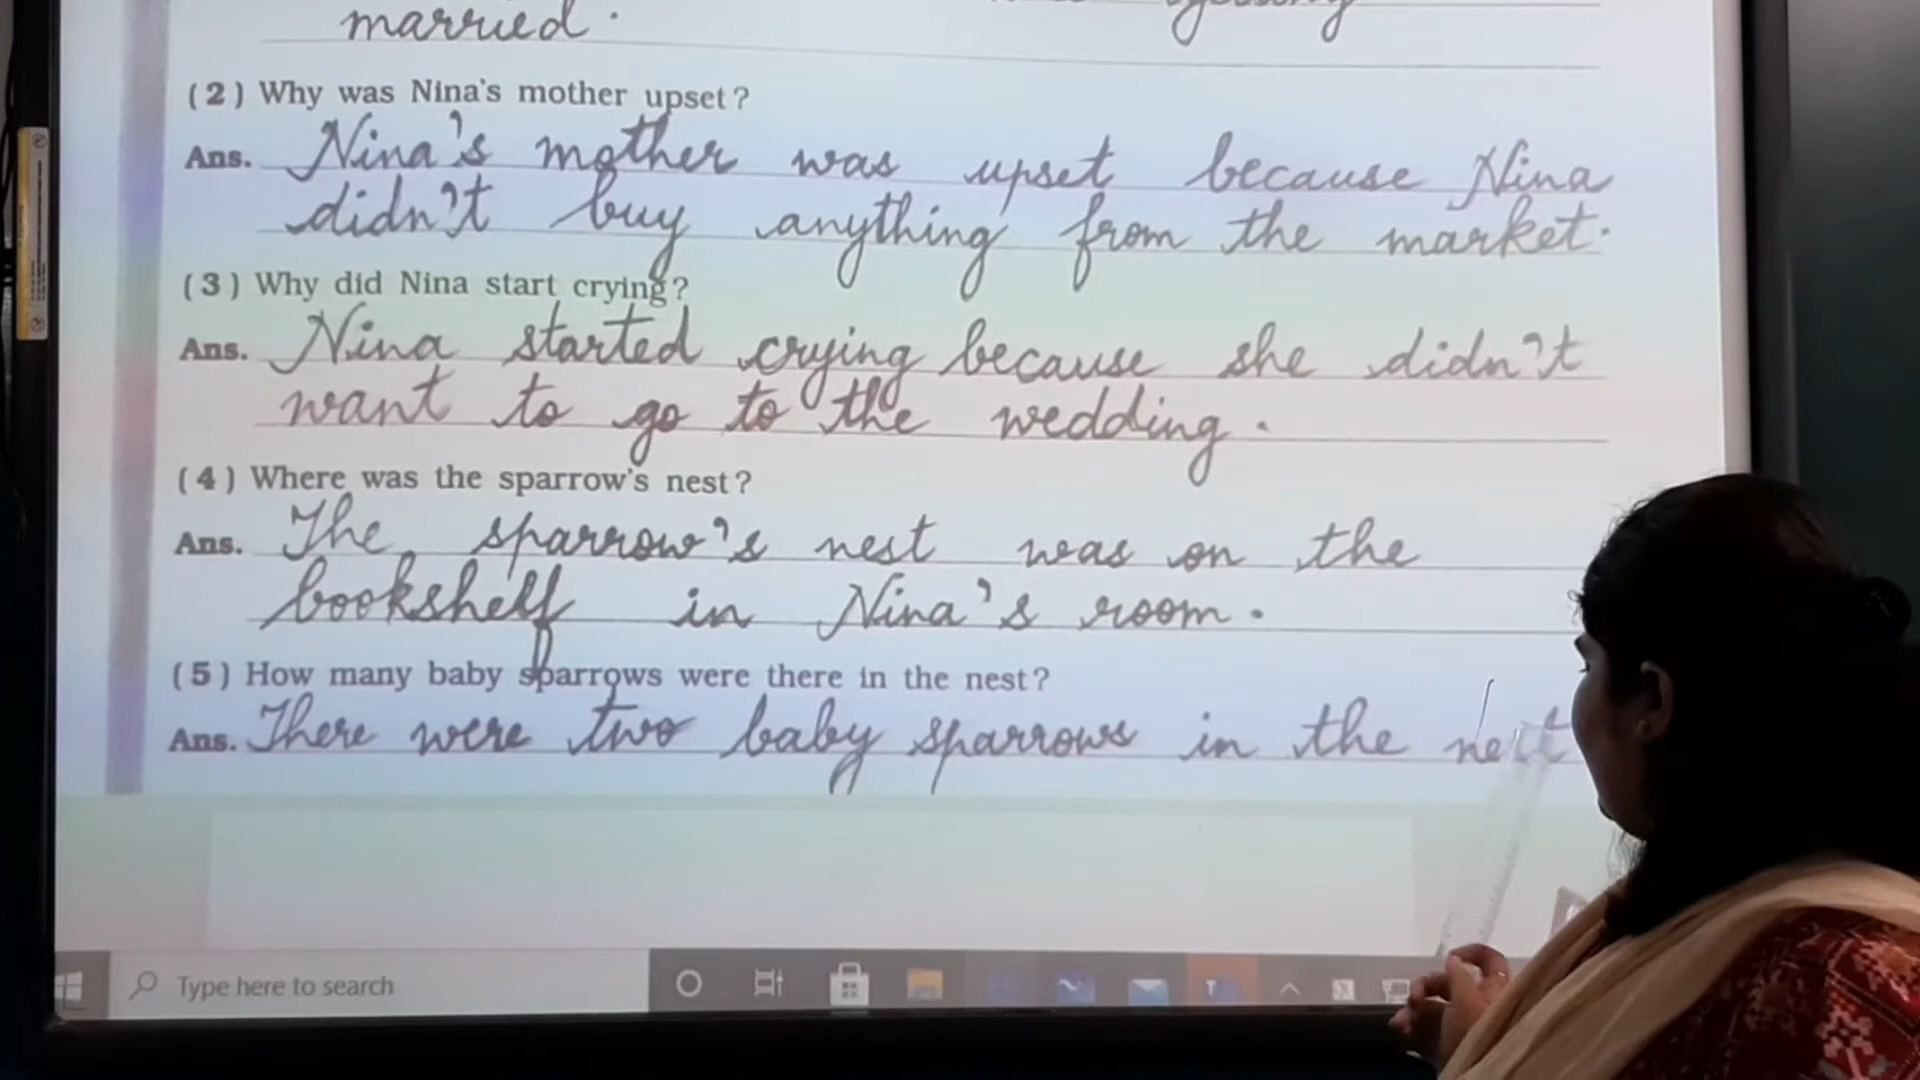 married.
(2) Why was Nina's mother upset?
Ans. Nina's mother was upset because Nina
didn't buy anything from the market.
(3) Why did Nina start crying?
Ans. Nina started crying because she didn't
want to go to the wedding.
(4) Where was the sparrow's nest?
Ans. The sparrow's nest was on the
bookshelf in Nina's room.
(5) How many baby sparrows were there in the nest?
Ans. There were two baby sparrows in the nest
Type here to search